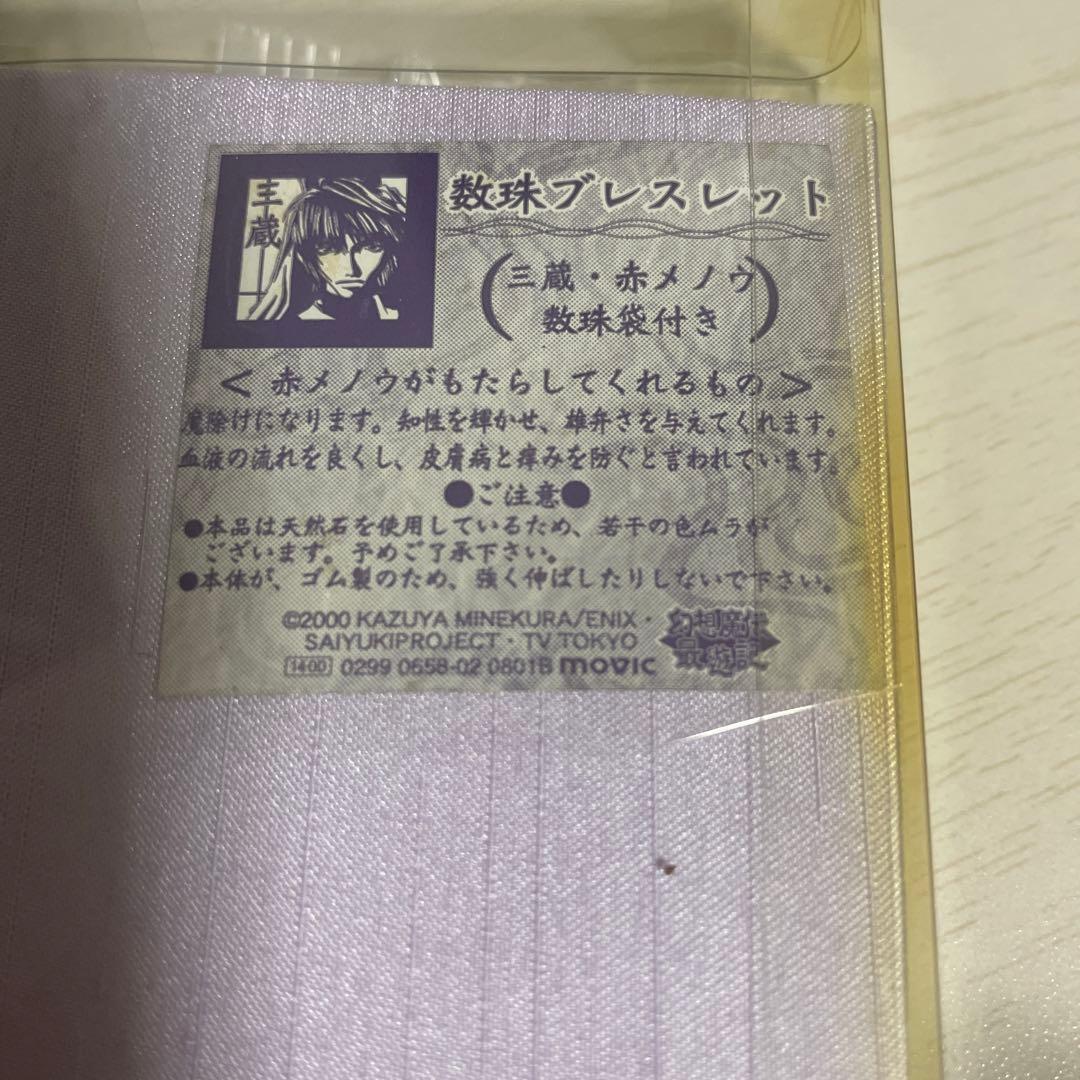 三蔵
数珠ブレスレット
(三蔵・赤メノウ
数珠袋付き)
< 赤メノウがもたらしてくれるもの >
魔除けになります。知性を輝かせ、雄弁さを与えてくれます。
血液の流れを良くし、皮膚病と痒みを防ぐと言われています。
●ご注意●
●本品は天然石を使用しているため、若干の色ムラが
ございます。予めご了承下さい。
●本体が、ゴム製のため、強く伸ばしたりしないで下さい。
©2000 KAZUYA MINEKURA/ENIX・
SAIYUKIPROJECT・TV TOKYO
1400 0299 0658-02 0801B movic
幻想魔伝
最遊記